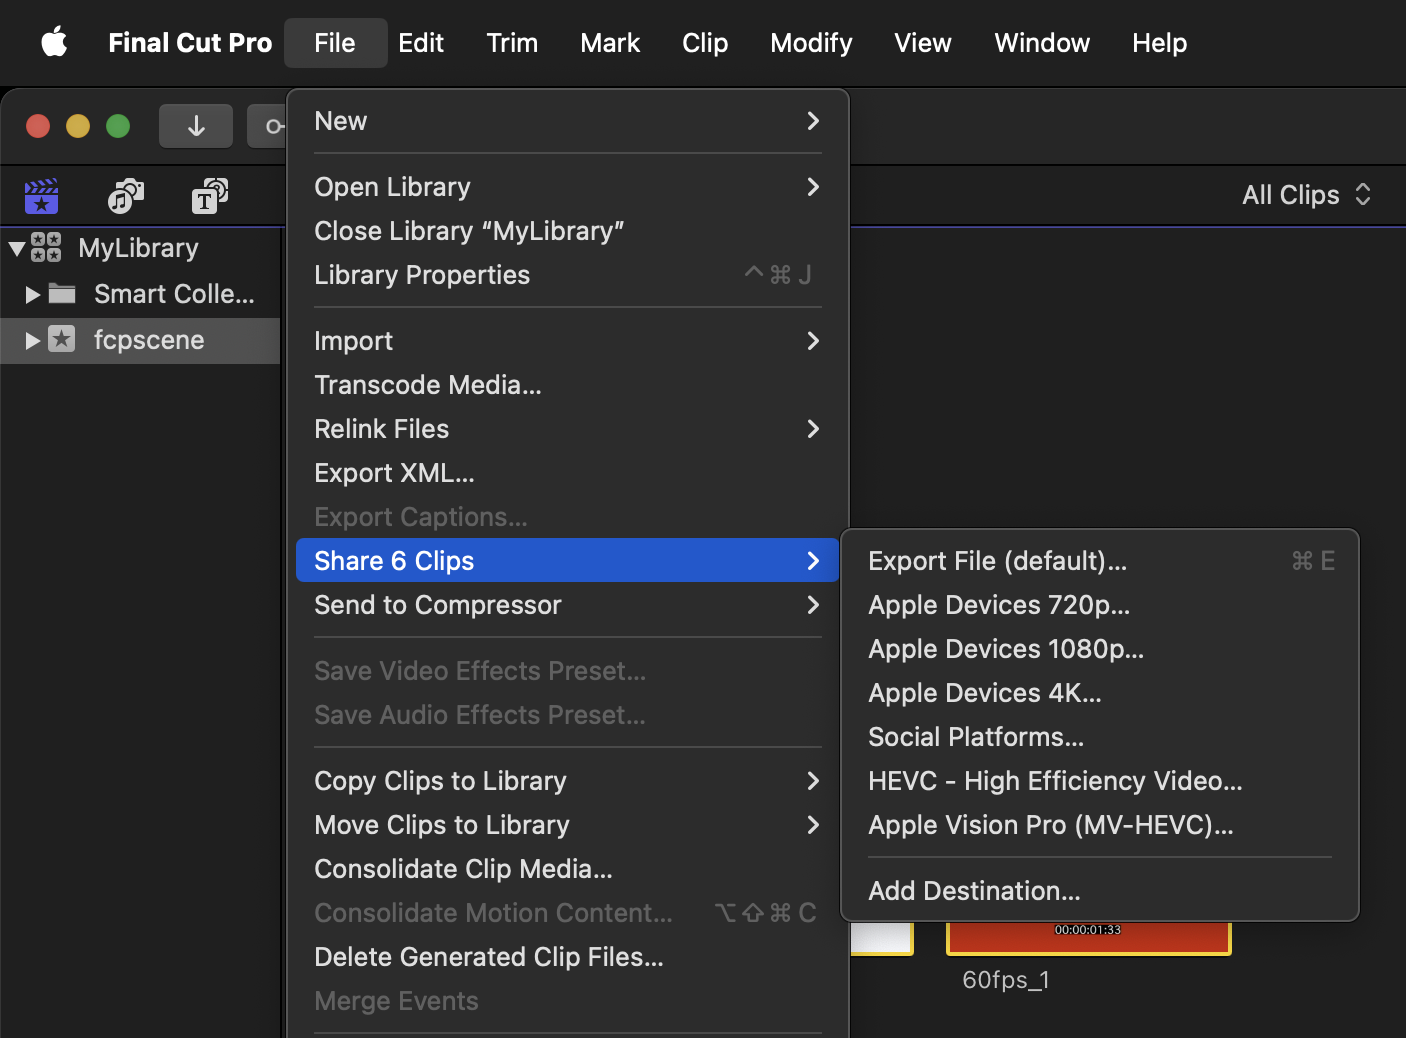 Final Cut Pro File Edit Trim Mark Clip Modify View Window Help
New
Open Library
Close Library “MyLibrary”
Library Properties ^⌘J
Import
Transcode Media...
Relink Files
Export XML...
Export Captions...
Share 6 Clips
Send to Compressor
Save Video Effects Preset...
Save Audio Effects Preset...
Copy Clips to Library
Move Clips to Library
Consolidate Clip Media...
Consolidate Motion Content... ⌥⇧⌘C
Delete Generated Clip Files...
Merge Events
T
All Clips
MyLibrary
Smart Colle...
fcpscene
Export File (default)... ⌘E
Apple Devices 720p...
Apple Devices 1080p...
Apple Devices 4K...
Social Platforms...
HEVC - High Efficiency Video...
Apple Vision Pro (MV-HEVC)...
Add Destination...
00:00:01:33
60fps_1